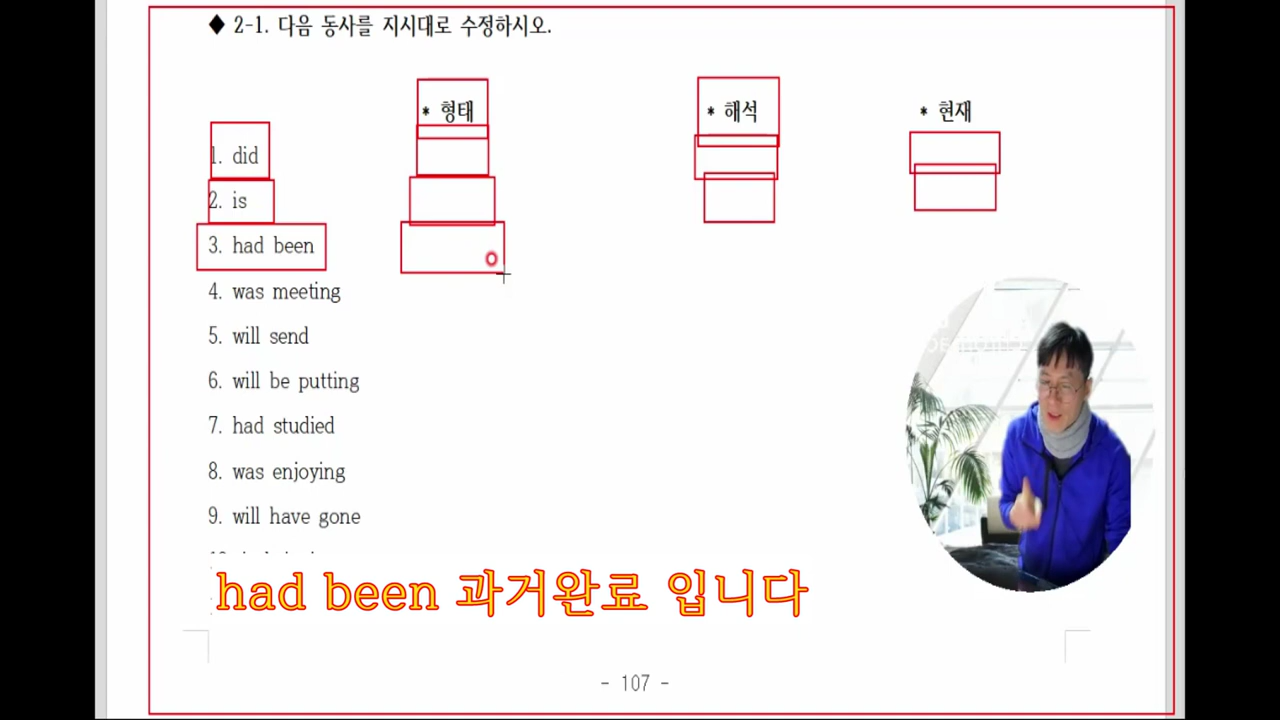 ◆ 2-1. 다음 동사를 지시대로 수정하시오.
* 형태 * 해석 * 현재
1. did
2. is
3. had been
4. was meeting
5. will send
6. will be putting
7. had studied
8. was enjoying
9. will have gone
had been 과거완료 입니다
- 107 -